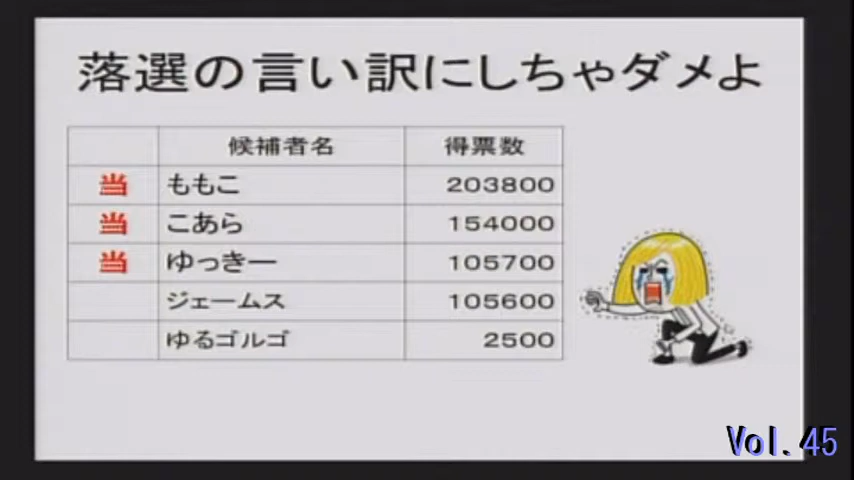 落選の言い訳にしちゃダメよ
候補者名 得票数
当 ももこ 203800
当 こあら 154000
当 ゆっきー 105700
ジェームス 105600
ゆるゴルゴ 2500
Vol.45